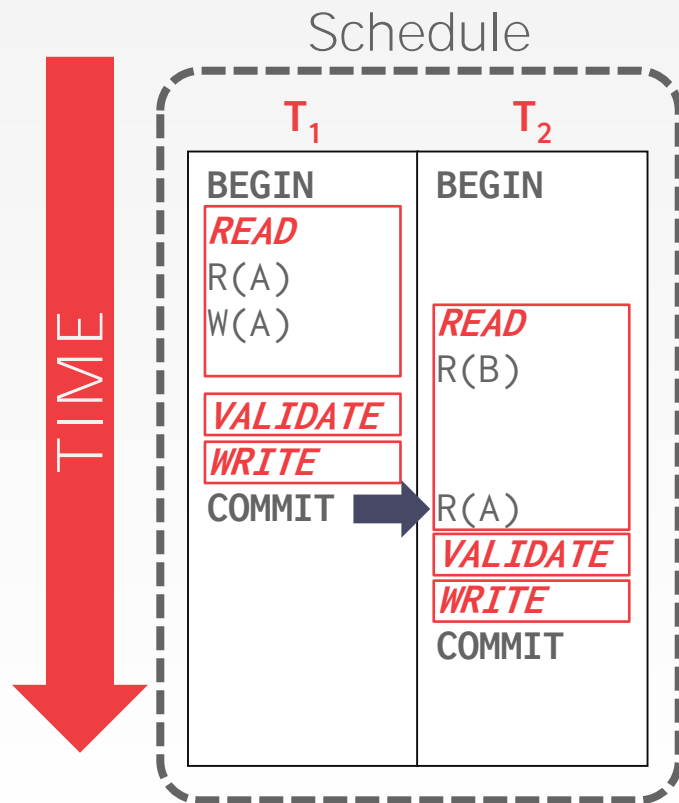 Schedule
TIME
T₁ T₂
BEGIN BEGIN
READ
R(A)
W(A) READ
R(B)
VALIDATE
WRITE
COMMIT R(A)
VALIDATE
WRITE
COMMIT